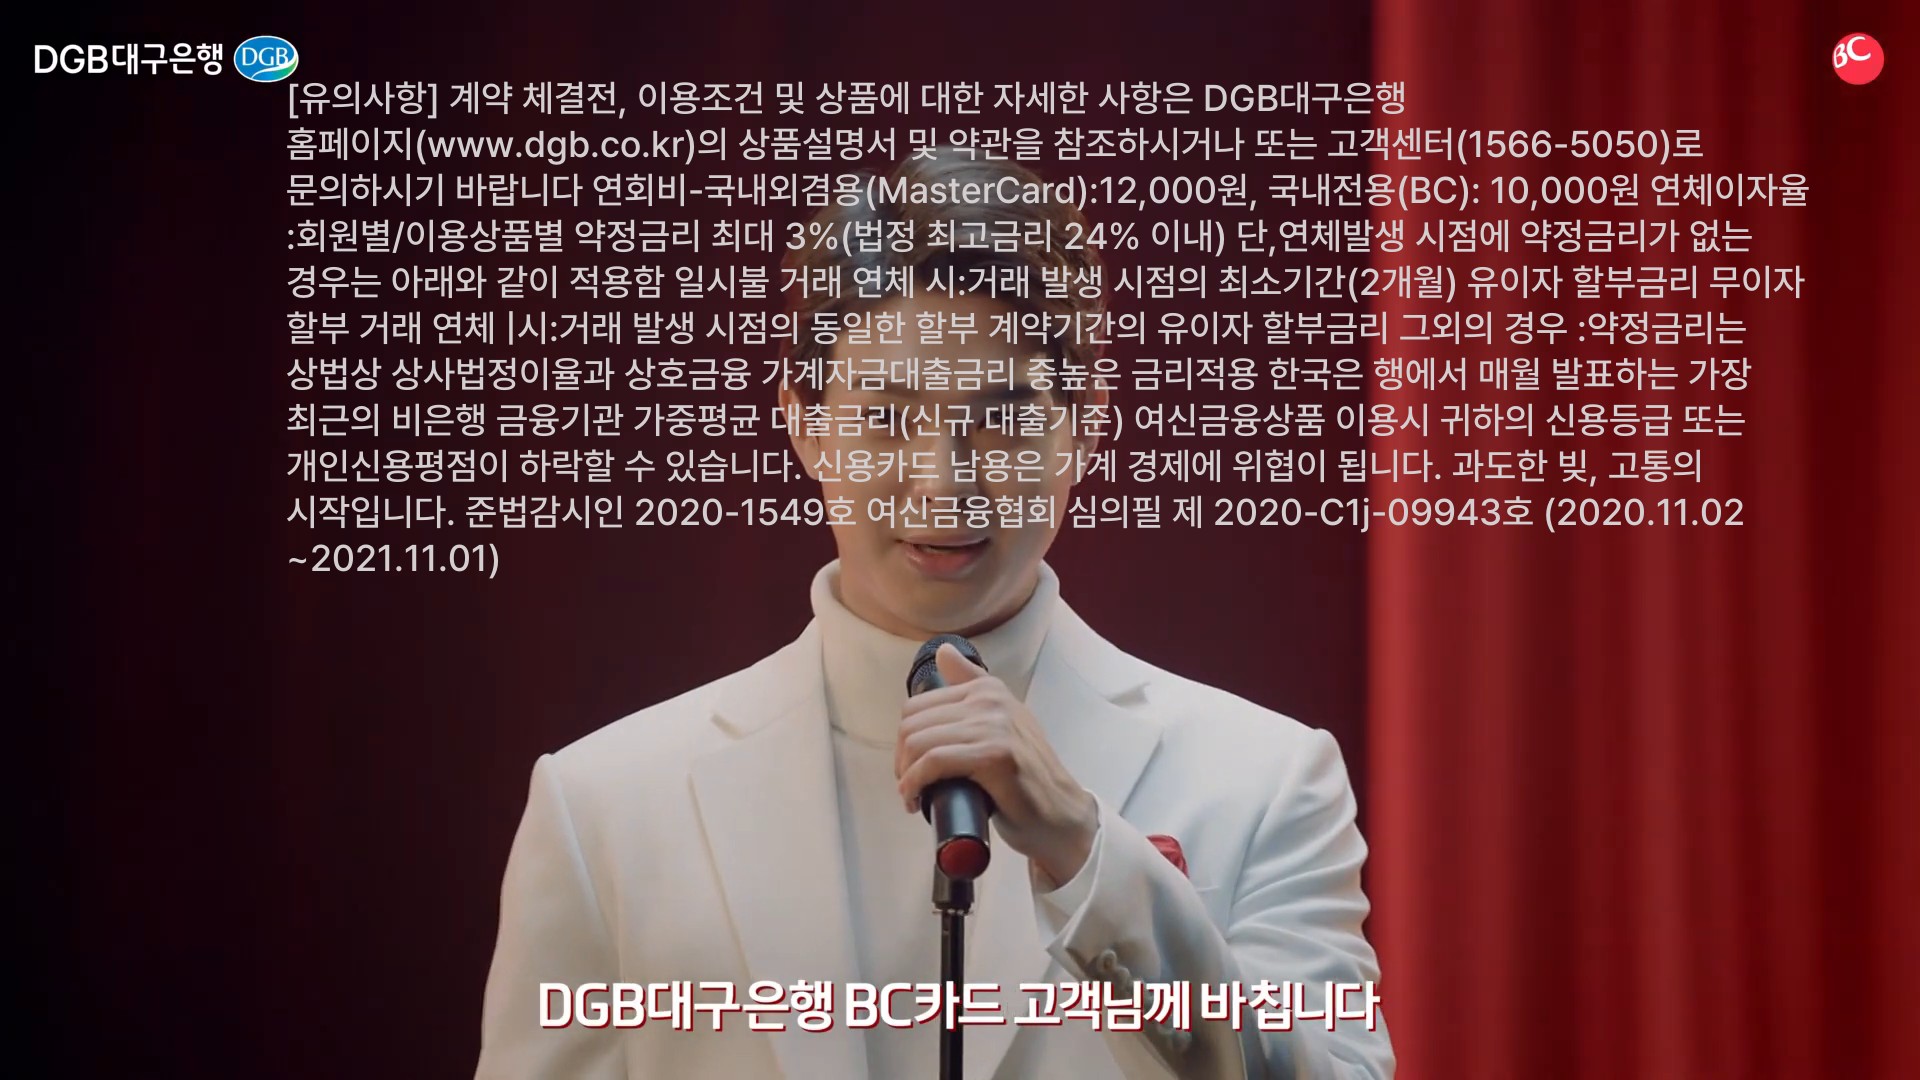 DGB대구은행 DGB
BC
[유의사항] 계약 체결전, 이용조건 및 상품에 대한 자세한 사항은 DGB대구은행
홈페이지(www.dgb.co.kr)의 상품설명서 및 약관을 참조하시거나 또는 고객센터(1566-5050)로
문의하시기 바랍니다 연회비-국내외겸용(MasterCard):12,000원, 국내전용(BC): 10,000원 연체이자율
:회원별/이용상품별 약정금리 최대 3%(법정 최고금리 24% 이내) 단,연체발생 시점에 약정금리가 없는
경우는 아래와 같이 적용함 일시불 거래 연체 시:거래 발생 시점의 최소기간(2개월) 유이자 할부금리 무이자
할부 거래 연체 |시:거래 발생 시점의 동일한 할부 계약기간의 유이자 할부금리 그외의 경우 :약정금리는
상법상 상사법정이율과 상호금융 가계자금대출금리 중높은 금리적용 한국은 행에서 매월 발표하는 가장
최근의 비은행 금융기관 가중평균 대출금리(신규 대출기준) 여신금융상품 이용시 귀하의 신용등급 또는
개인신용평점이 하락할 수 있습니다. 신용카드 남용은 가계 경제에 위협이 됩니다. 과도한 빚, 고통의
시작입니다. 준법감시인 2020-1549호 여신금융협회 심의필 제 2020-C1j-09943호 (2020.11.02
~2021.11.01)
DGB대구은행 BC카드 고객님께 바칩니다